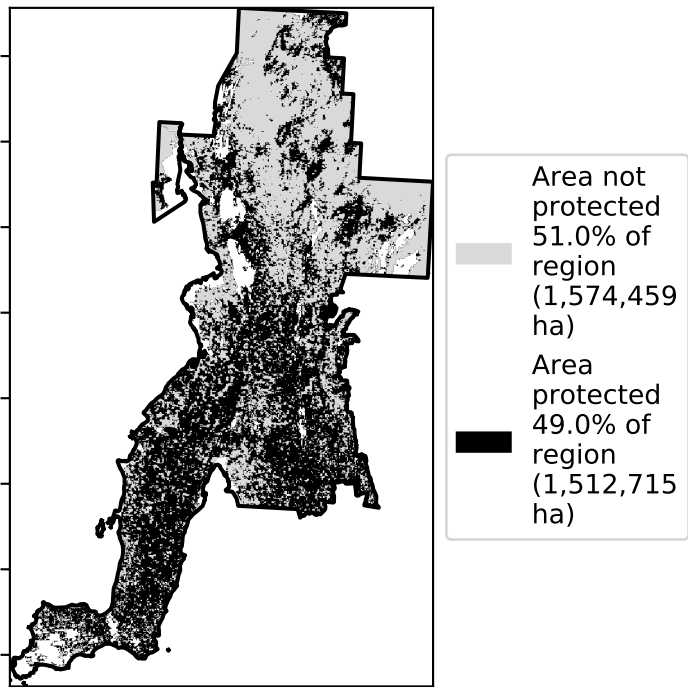 Area not
protected
51.0% of
region
(1,574,459
ha)
Area
protected
49.0% of
region
(1,512,715
ha)